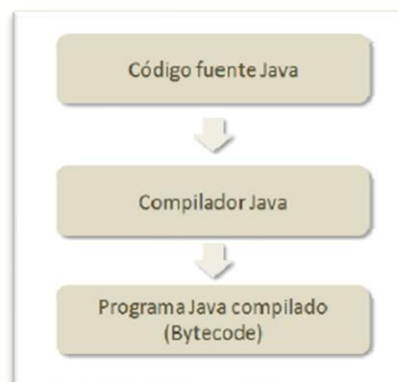 Código fuente Java
Compilador Java
Programa Java compilado
(Bytecode)